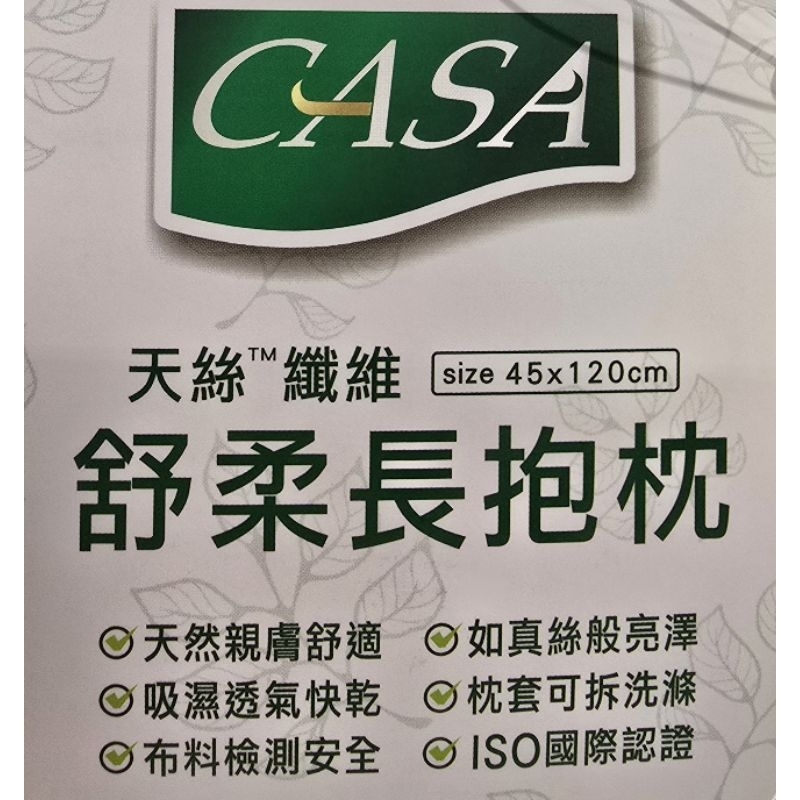 CASA
天絲™纖維 size 45x120cm
舒柔長抱枕
天然親膚舒適 如真絲般亮澤
吸濕透氣快乾 枕套可拆洗滌
布料檢測安全 ISO國際認證